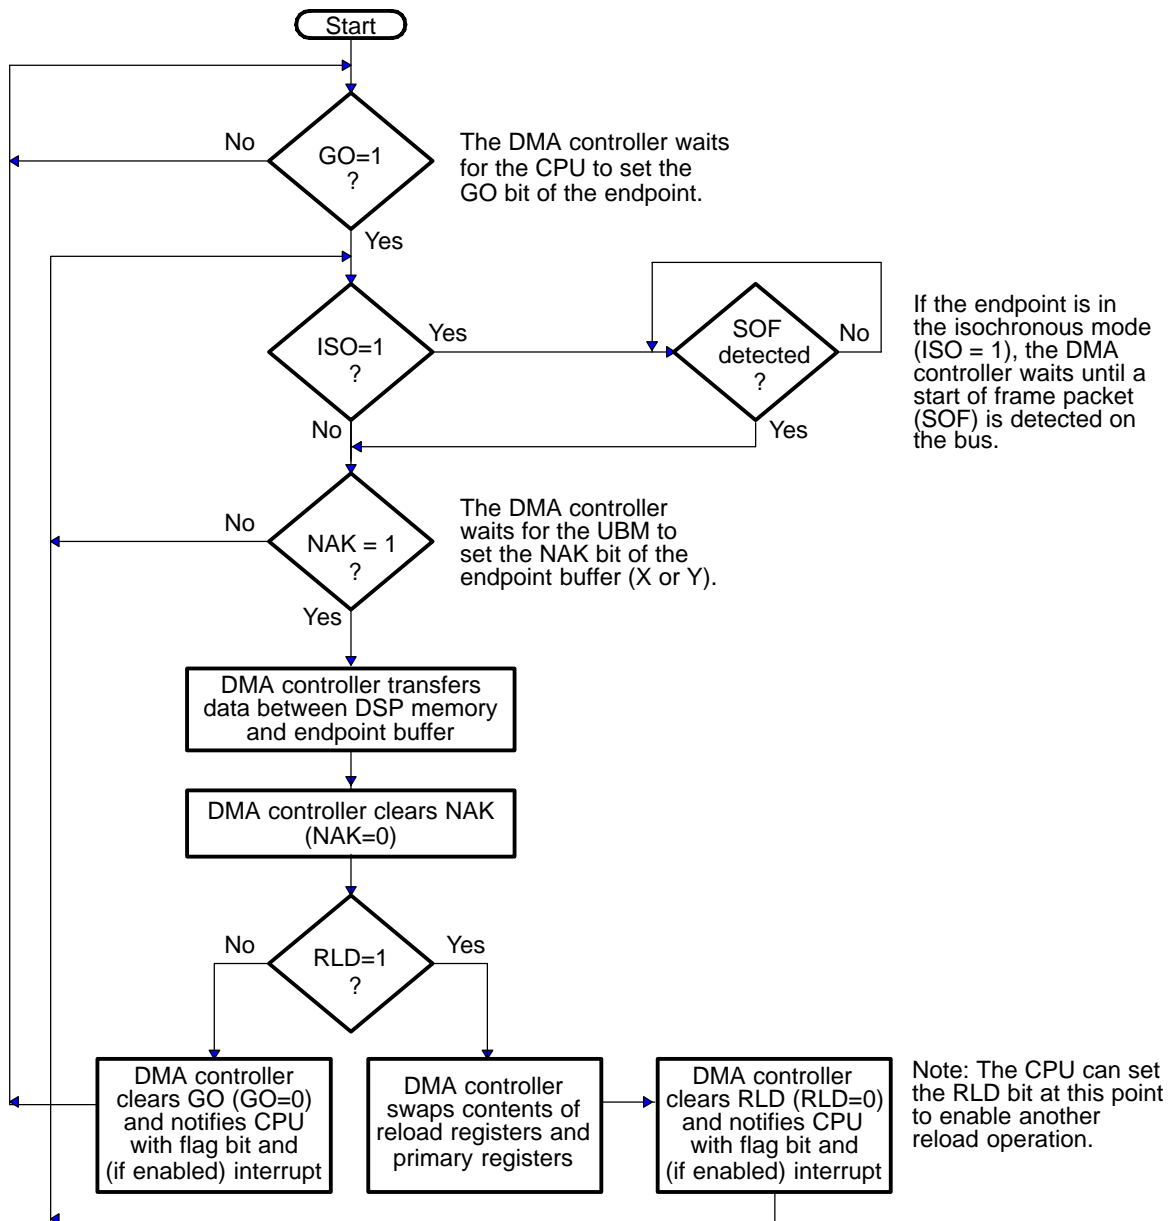 Start
No
GO=1
?
The DMA controller waits
for the CPU to set the
GO bit of the endpoint.
Yes
ISO=1
?
Yes
SOF
detected
?
No
If the endpoint is in
the isochronous mode
(ISO = 1), the DMA
controller waits until a
start of frame packet
(SOF) is detected on
the bus.
No
Yes
No
NAK = 1
?
The DMA controller
waits for the UBM to
set the NAK bit of the
endpoint buffer (X or Y).
Yes
DMA controller transfers
data between DSP memory
and endpoint buffer
DMA controller clears NAK
(NAK=0)
No
RLD=1
?
Yes
DMA controller
clears GO (GO=0)
and notifies CPU
with flag bit and
(if enabled) interrupt
DMA controller
swaps contents of
reload registers and
primary registers
DMA controller
clears RLD (RLD=0)
and notifies CPU
with flag bit and
(if enabled) interrupt
Note: The CPU can set
the RLD bit at this point
to enable another
reload operation.